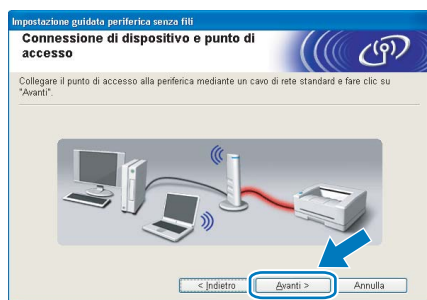 Impostazione guidata periferica senza fili
Connessione di dispositivo e punto di
accesso
Collegare il punto di accesso alla periferica mediante un cavo di rete standard e fare clic su
"Avanti".
< Indietro
Avanti >
Annulla